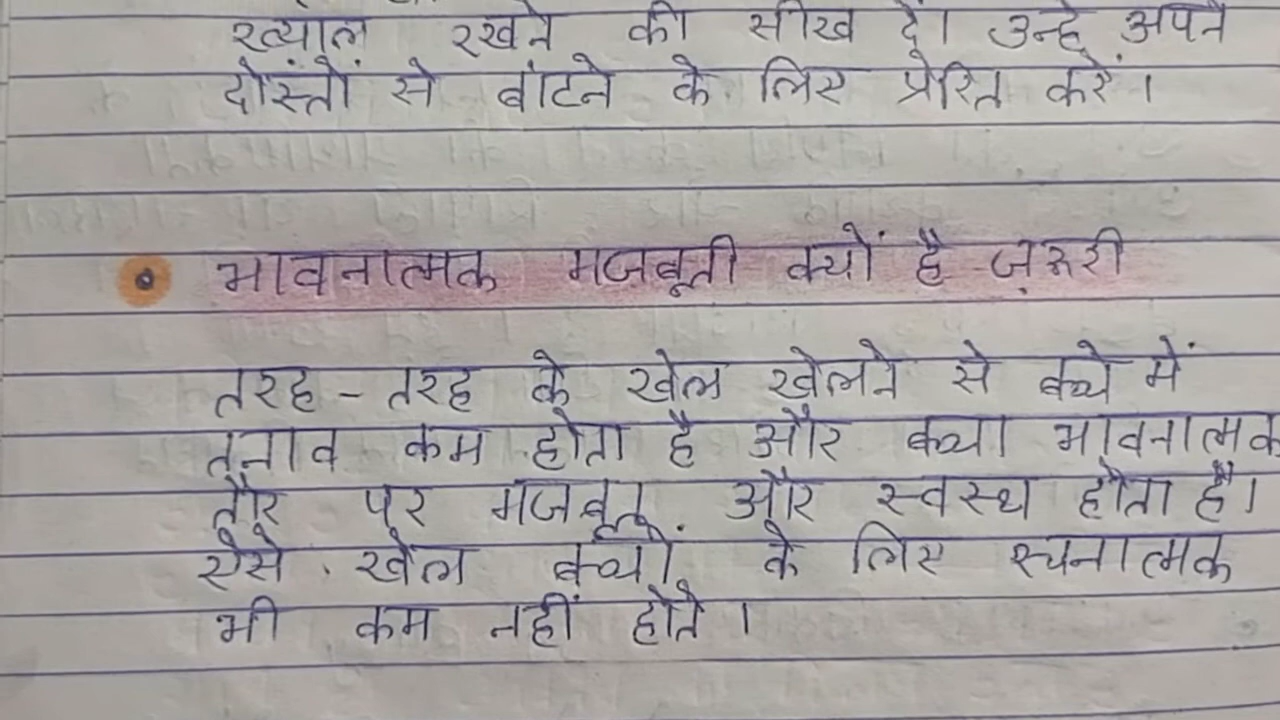 ख्याल रखने की सीख दें। उन्हे अपने
दोस्तों से बांटने के लिए प्रेरित करें।
भावनात्मक मजबूती क्यों है ज़रूरी
तरह - तरह के खेल खेलने से बच्चे में
तनाव कम होता है और बच्चा भावनात्मक
तौर पर मजबूत और स्वस्थ होता है।
ऐसे खेल बच्चों के लिए रचनात्मक
भी कम नहीं होते।